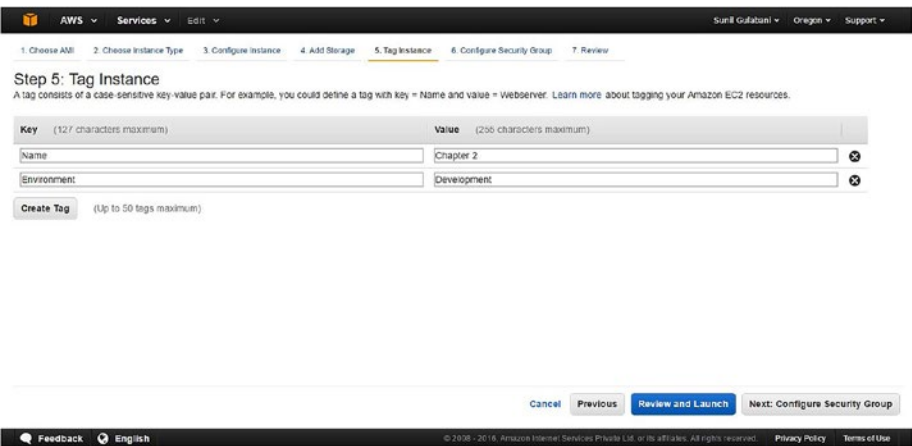 AWS Services Edit Sunil Gulabani Oregon Support
1. Choose AMI 2. Choose Instance Type 3. Configure Instance 4. Add Storage 5. Tag Instance 6. Configure Security Group 7. Review
Step 5: Tag Instance
A tag consists of a case-sensitive key-value pair. For example, you could define a tag with key = Name and value = Webserver. Learn more about tagging your Amazon EC2 resources.
Key (127 characters maximum) Value (255 characters maximum)
Name Chapter 2
Environment Development
Create Tag (Up to 50 tags maximum)
Cancel Previous Review and Launch Next: Configure Security Group
Feedback English © 2008 - 2016, Amazon Internet Services Private Ltd. or its affiliates. All rights reserved. Privacy Policy Terms of Use